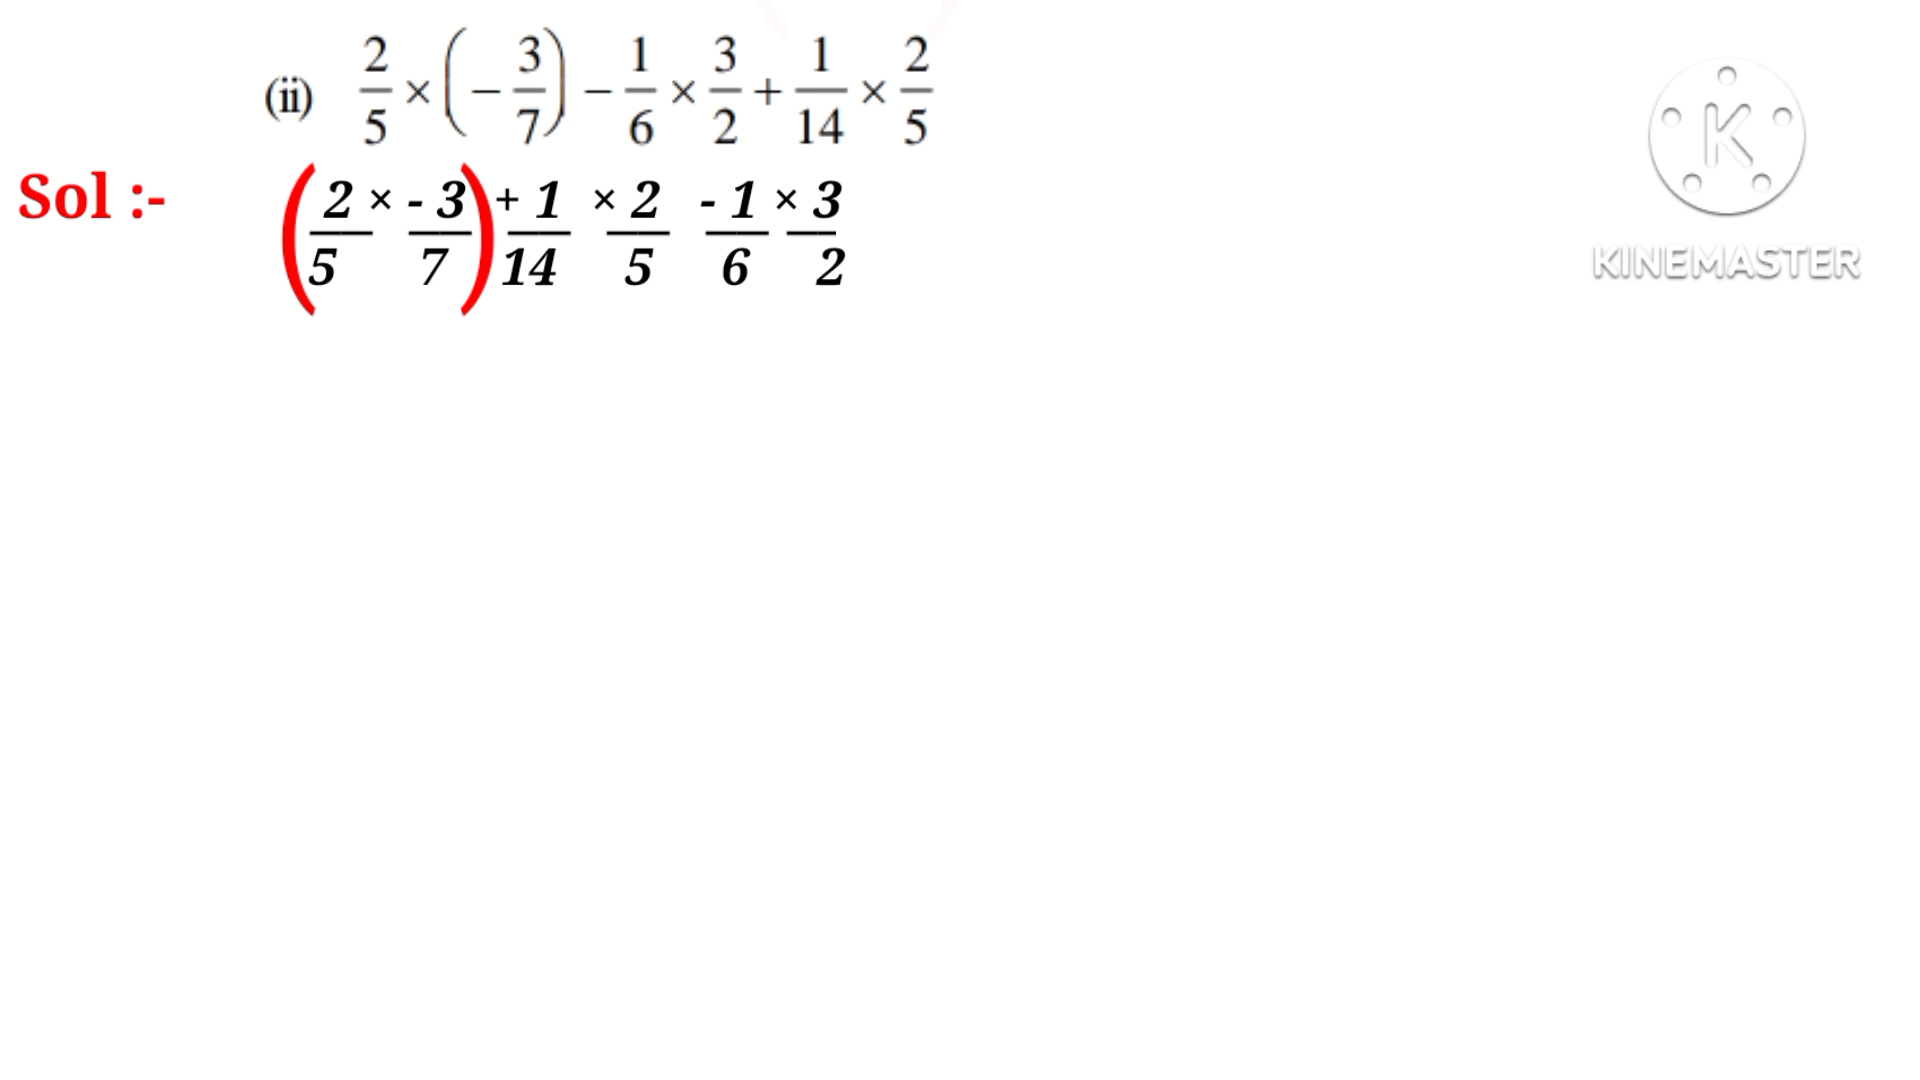 (ii) 2/5 × (− 3/7) − 1/6 × 3/2 + 1/14 × 2/5
Sol :- (2/5 × - 3/7) + 1/14 × 2/5 - 1/6 × 3/2
K
KINEMASTER